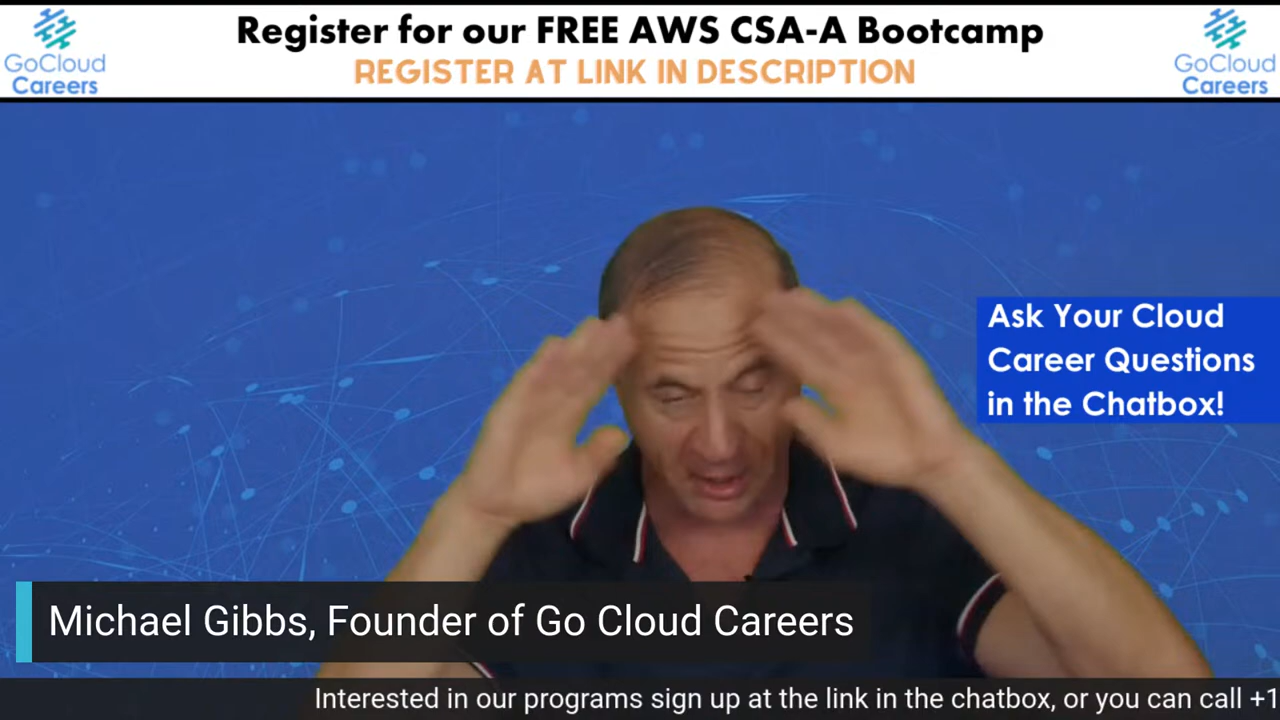 Register for our FREE AWS CSA-A Bootcamp
REGISTER AT LINK IN DESCRIPTION
GoCloud
Careers
GoCloud
Careers
Ask Your Cloud
Career Questions
in the Chatbox!
Michael Gibbs, Founder of Go Cloud Careers
Interested in our programs sign up at the link in the chatbox, or you can call +1